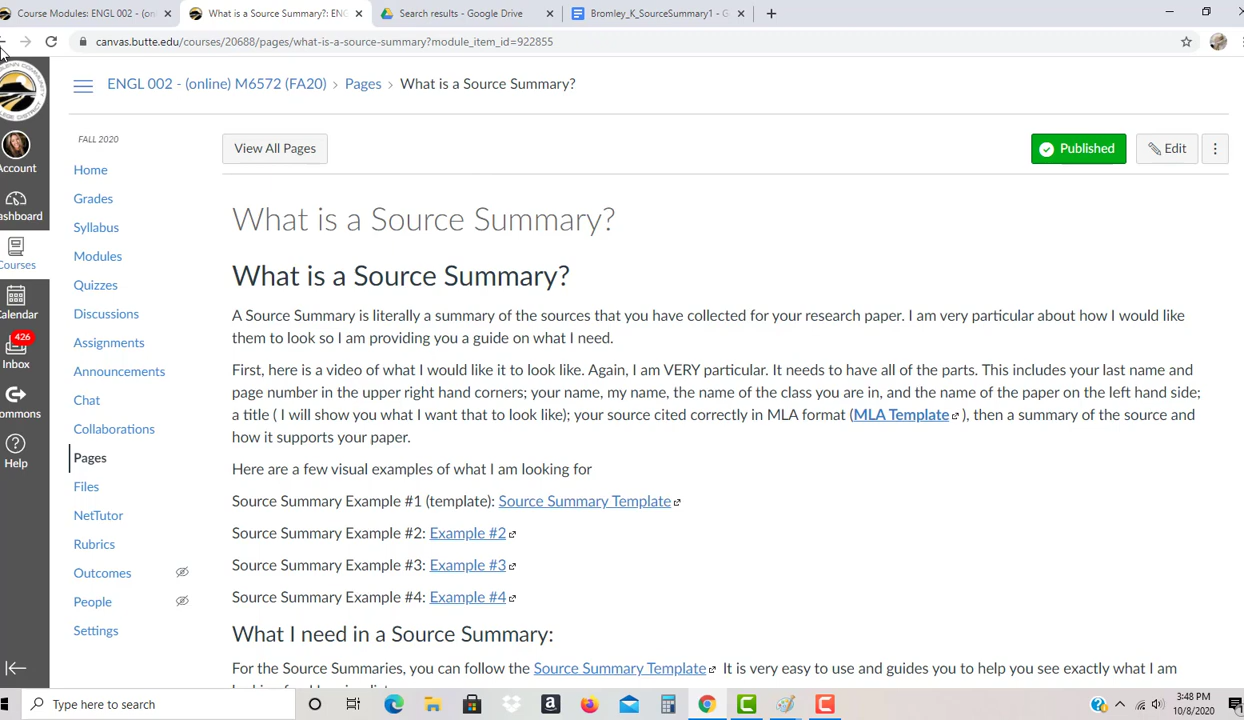 Course Modules: ENGL 002 - (on
What is a Source Summary?: ENG
Search results - Google Drive
Bromley_K_SourceSummary1 - G
canvas.butte.edu/courses/20688/pages/what-is-a-source-summary?module_item_id=922855
ENGL 002 - (online) M6572 (FA20) > Pages > What is a Source Summary?
FALL 2020
View All Pages
Published
Edit
Account
Dashboard
Courses
Calendar
426
Inbox
Commons
Help
Home
Grades
Syllabus
Modules
Quizzes
Discussions
Assignments
Announcements
Chat
Collaborations
Pages
Files
NetTutor
Rubrics
Outcomes
People
Settings
What is a Source Summary?
What is a Source Summary?
A Source Summary is literally a summary of the sources that you have collected for your research paper. I am very particular about how I would like
them to look so I am providing you a guide on what I need.
First, here is a video of what I would like it to look like. Again, I am VERY particular. It needs to have all of the parts. This includes your last name and
page number in the upper right hand corners; your name, my name, the name of the class you are in, and the name of the paper on the left hand side;
a title ( I will show you what I want that to look like); your source cited correctly in MLA format (MLA Template), then a summary of the source and
how it supports your paper.
Here are a few visual examples of what I am looking for
Source Summary Example #1 (template): Source Summary Template
Source Summary Example #2: Example #2
Source Summary Example #3: Example #3
Source Summary Example #4: Example #4
What I need in a Source Summary:
For the Source Summaries, you can follow the Source Summary Template It is very easy to use and guides you to help you see exactly what I am
Type here to search
3:48 PM
10/8/2020